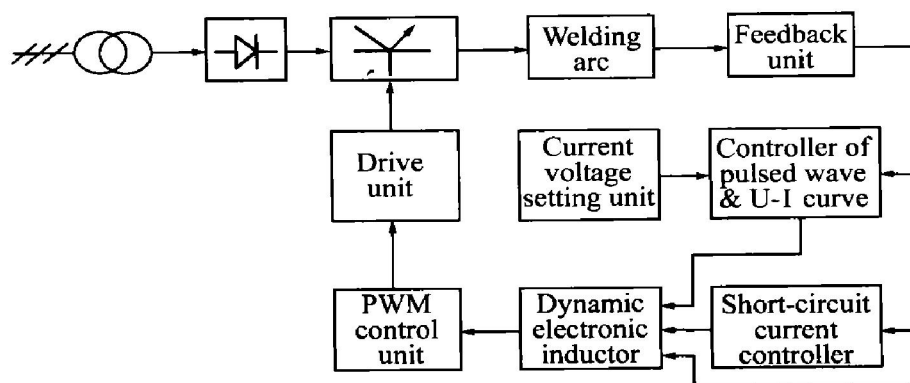 Welding
arc
Feedback
unit
Drive
unit
Current
voltage
setting unit
Controller of
pulsed wave
& U-I curve
PWM
control
unit
Dynamic
electronic
inductor
Short-circuit
current
controller